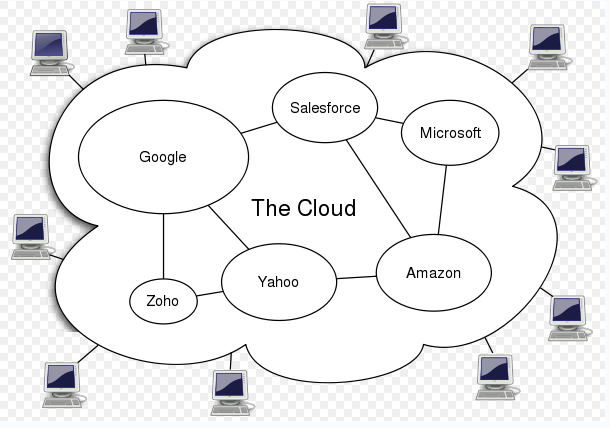 Salesforce
Microsoft
Google
The Cloud
Amazon
Yahoo
Zoho